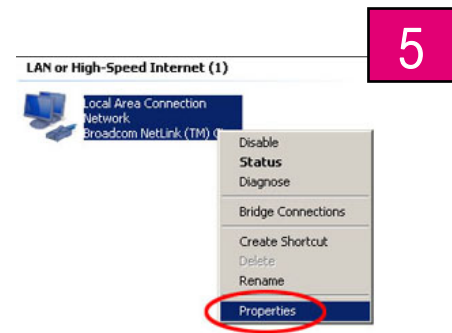 5
LAN or High-Speed Internet (1)
Local Area Connection
Network
Broadcom NetLink (TM)
Disable
Status
Diagnose
Bridge Connections
Create Shortcut
Delete
Rename
Properties